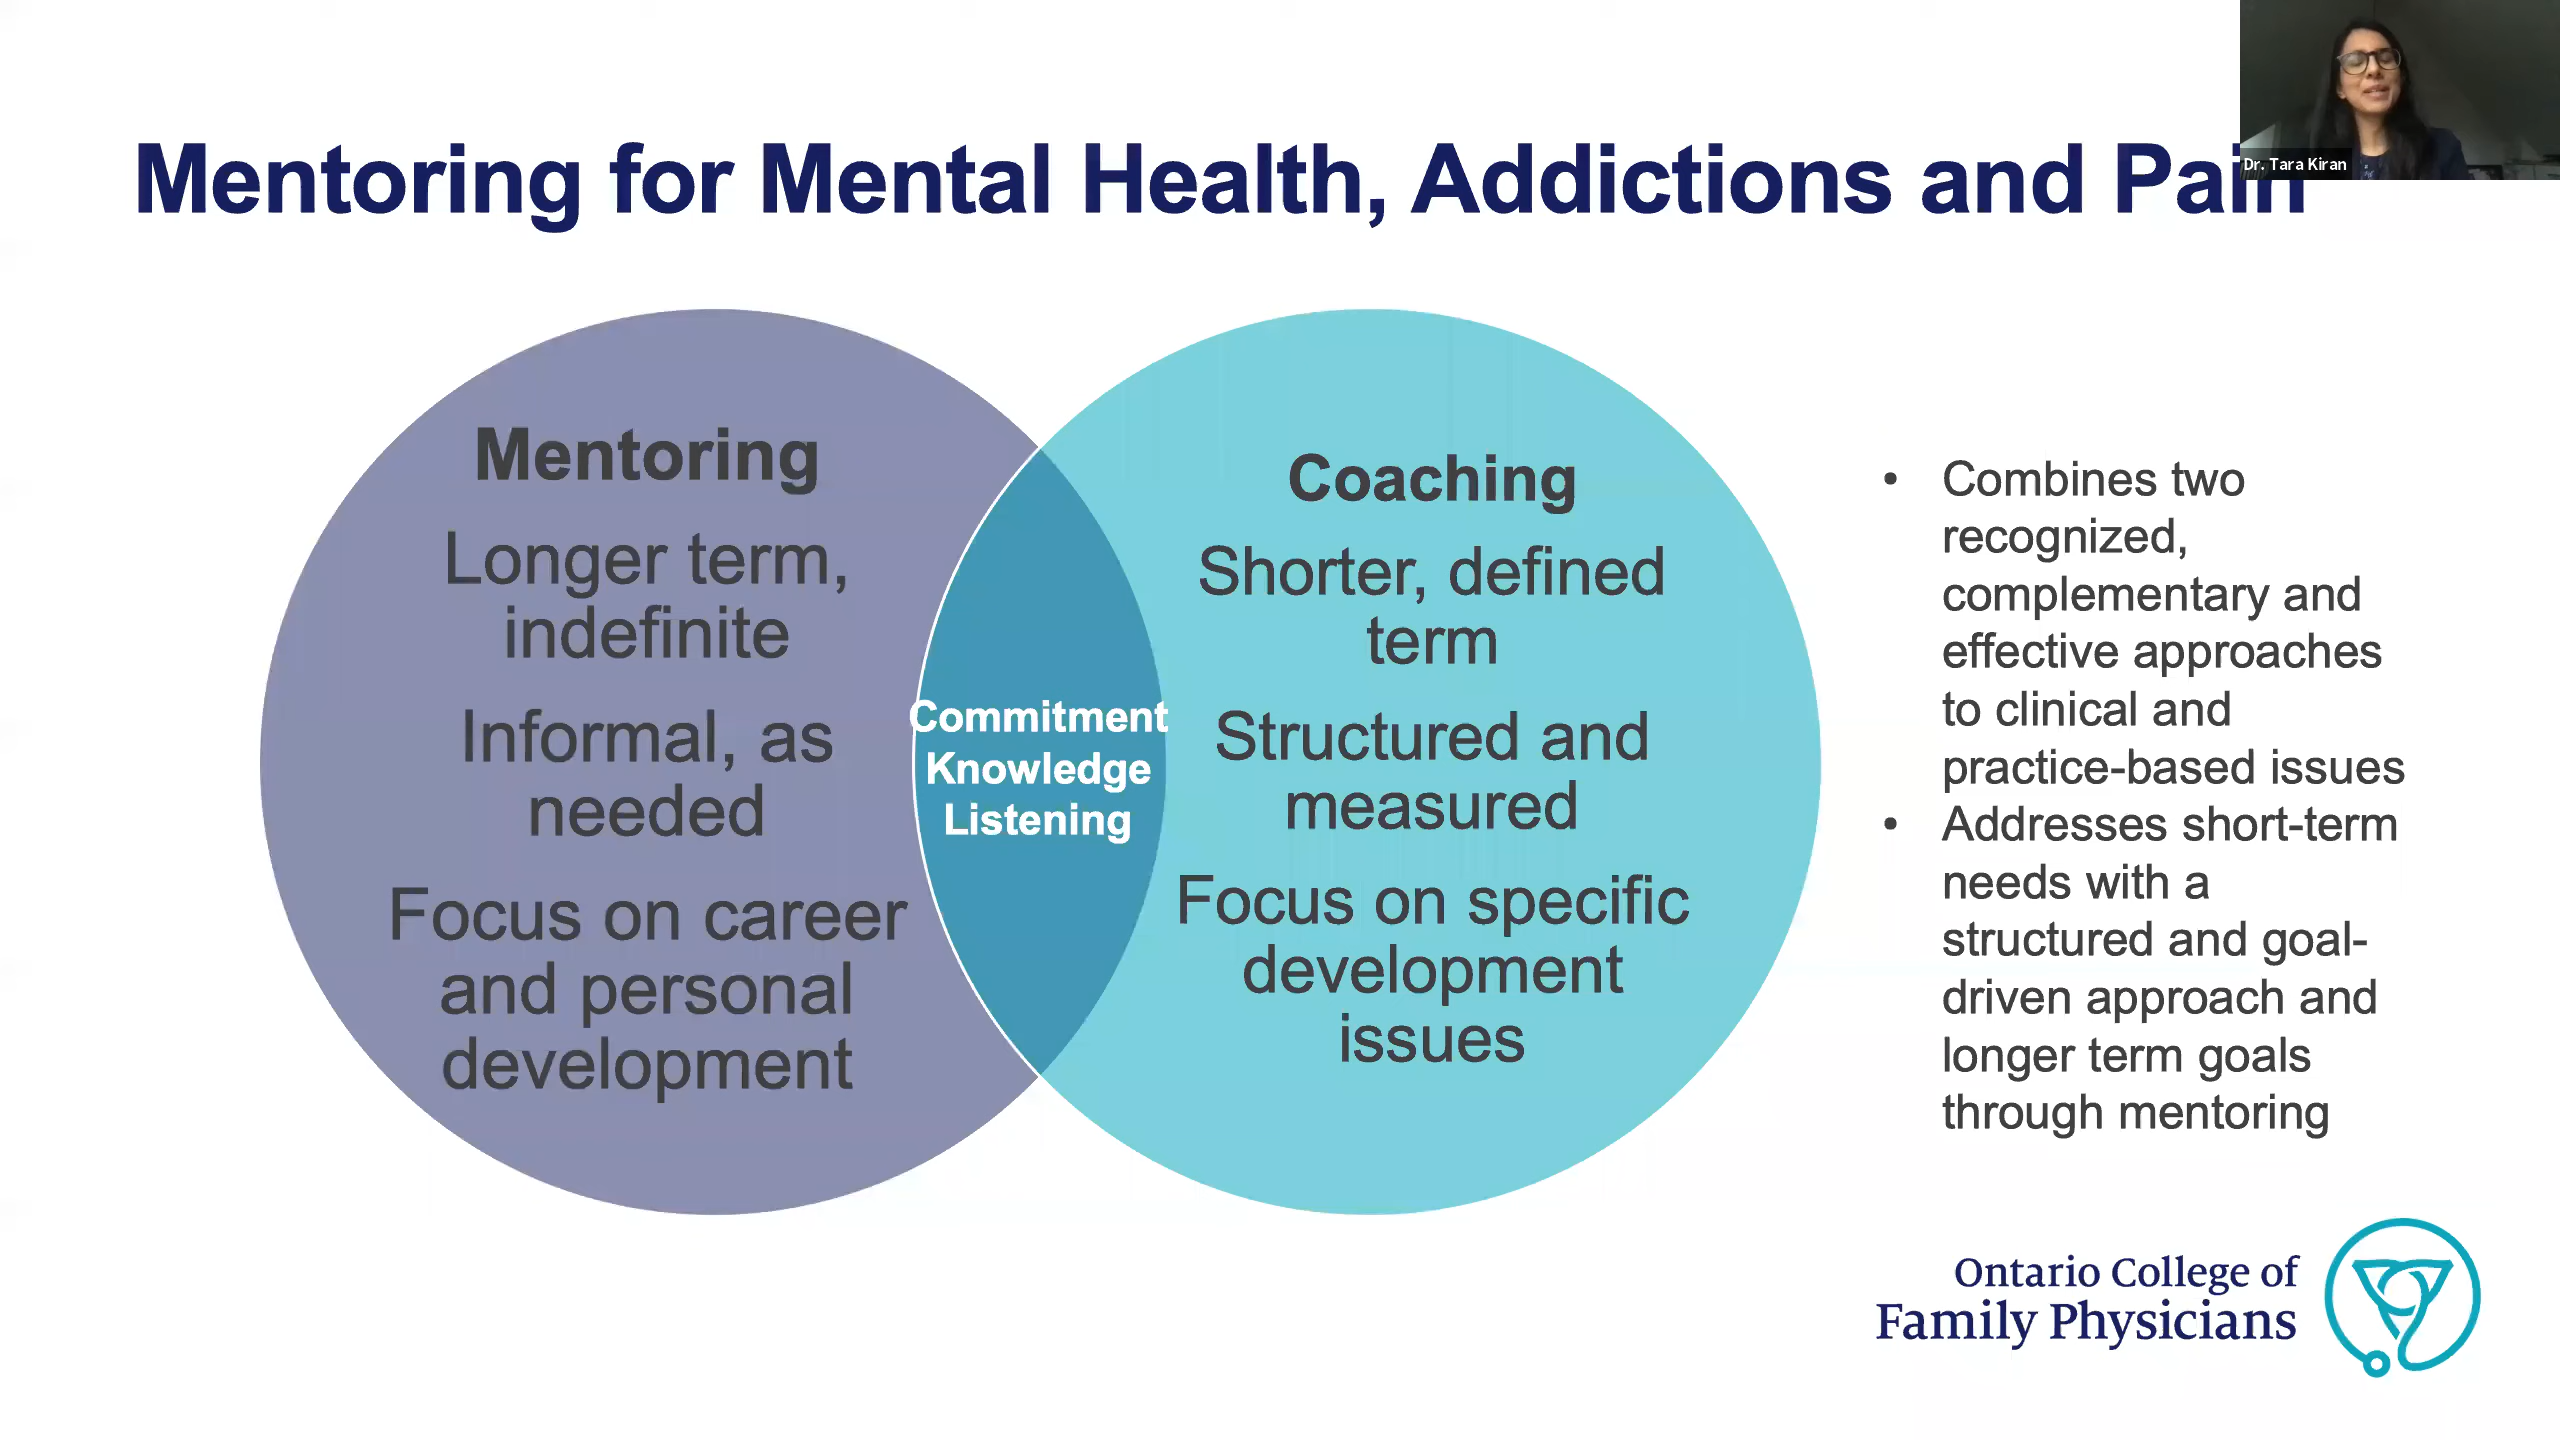 Mentoring for Mental Health, Addictions and Pain
Dr. Tara Kiran
Mentoring
Longer term,
indefinite
Informal, as
needed
Focus on career
and personal
development
Commitment
Knowledge
Listening
Coaching
Shorter, defined
term
Structured and
measured
Focus on specific
development
issues
• Combines two
recognized,
complementary and
effective approaches
to clinical and
practice-based issues
• Addresses short-term
needs with a
structured and goal-
driven approach and
longer term goals
through mentoring
Ontario College of
Family Physicians